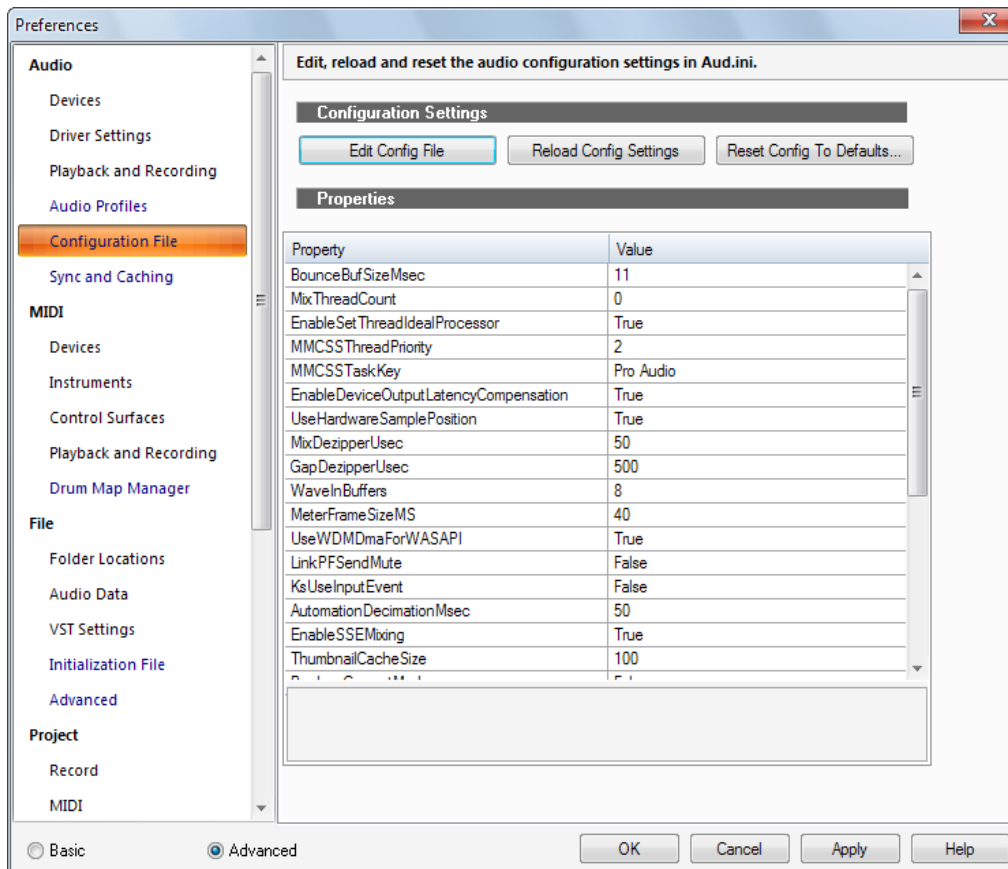 Preferences
Audio
Devices
Driver Settings
Playback and Recording
Audio Profiles
Configuration File
Sync and Caching
MIDI
Devices
Instruments
Control Surfaces
Playback and Recording
Drum Map Manager
File
Folder Locations
Audio Data
VST Settings
Initialization File
Advanced
Project
Record
MIDI
Edit, reload and reset the audio configuration settings in Aud.ini.
Configuration Settings
Edit Config File Reload Config Settings Reset Config To Defaults...
Properties
Property Value
BounceBufSizeMsec 11
MixThreadCount 0
EnableSetThreadIdealProcessor True
MMCSSThreadPriority 2
MMCSSTaskKey Pro Audio
EnableDeviceOutputLatencyCompensation True
UseHardwareSamplePosition True
MixDezipperUsec 50
GapDezipperUsec 500
WaveInBuffers 8
MeterFrameSizeMS 40
UseWDMDmaForWASAPI True
LinkPFSendMute False
KsUseInputEvent False
AutomationDecimationMsec 50
EnableSSEMixing True
ThumbnailCacheSize 100
Basic Advanced OK Cancel Apply Help